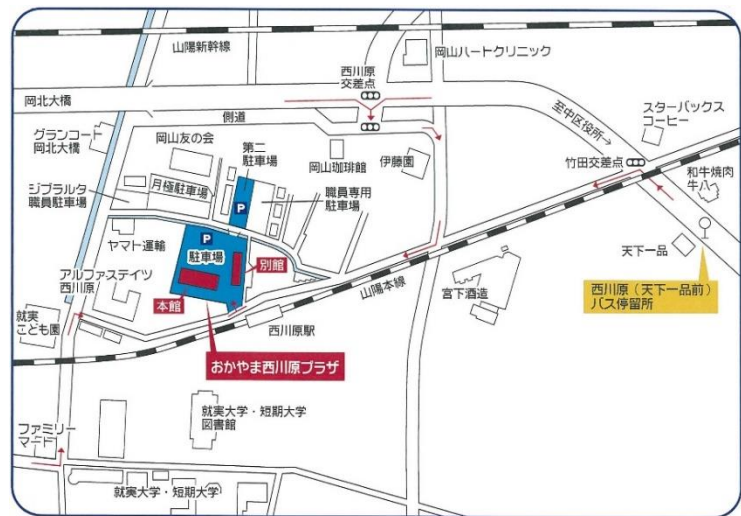 山陽新幹線
西川原
交差点
岡山ハートクリニック
岡北大橋
側道
至中区役所→
スターバックス
コーヒー
グランコート
岡北大橋
岡山友の会
第二
駐車場
岡山珈琲館
伊藤園
竹田交差点
和牛焼肉
牛八
ジブラルタ
職員駐車場
月極駐車場
職員専用
駐車場
P
ヤマト運輸
P
駐車場
別館
天下一品
アルファステイツ
西川原
本館
山陽本線
宮下酒造
西川原(天下一品前)
バス停留所
就実
こども園
西川原駅
おかやま西川原プラザ
就実大学・短期大学
図書館
ファミリー
マート
就実大学・短期大学